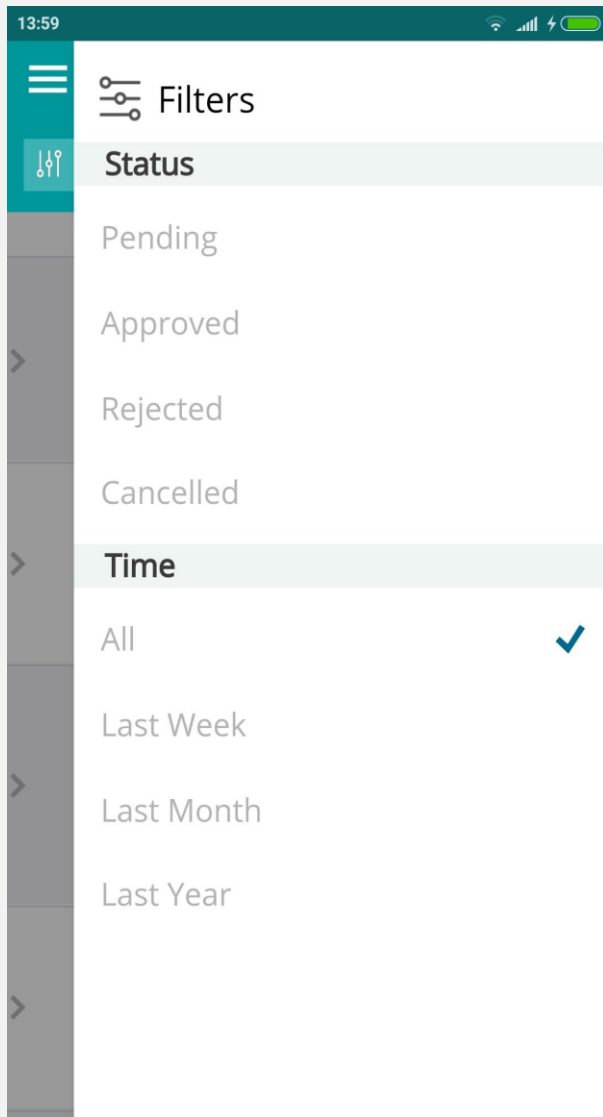 13:59
Filters
Status
Pending
Approved
Rejected
Cancelled
Time
All
Last Week
Last Month
Last Year